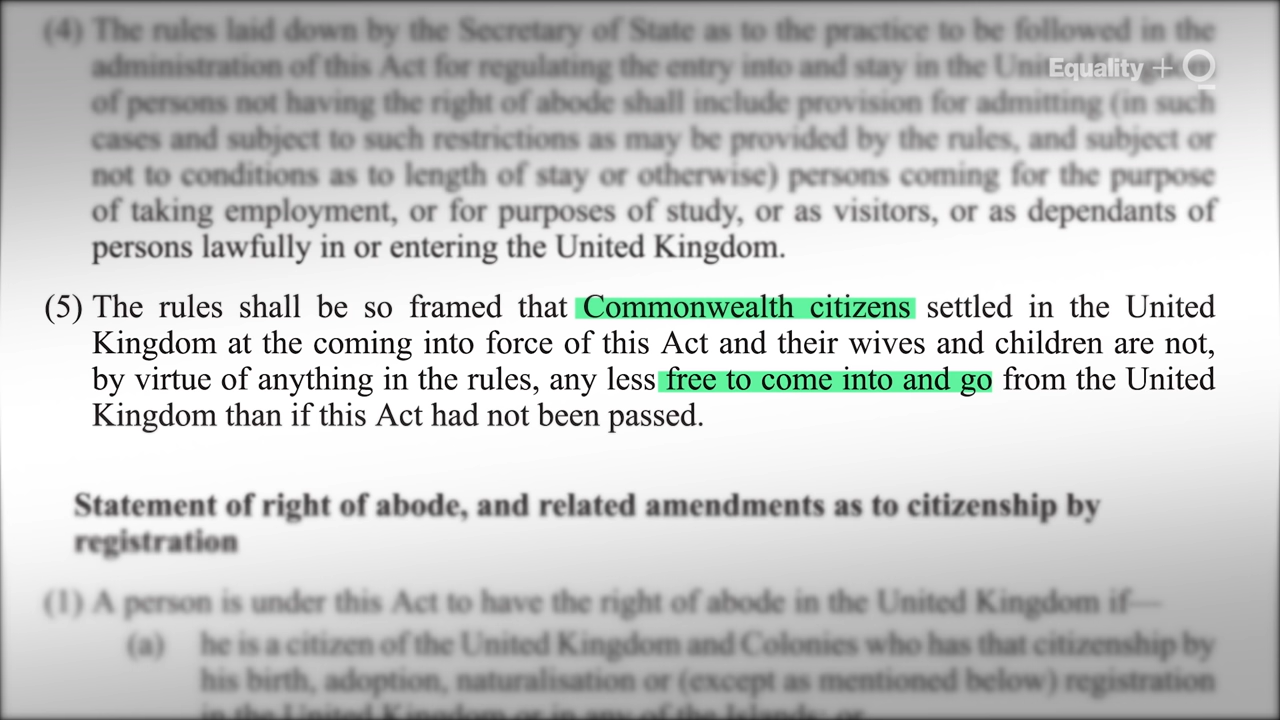 (4) The rules laid down by the Secretary of State as to the practice to be followed in the
Equality +
administration of this Act for regulating the entry into and stay in the United
of persons not having the right of abode shall include provision for admitting (in such
cases and subject to such restrictions as may be provided by the rules, and subject or
not to conditions as to length of stay or otherwise) persons coming for the purpose
of taking employment, or for purposes of study, or as visitors, or as dependants of
persons lawfully in or entering the United Kingdom.
(5) The rules shall be so framed that Commonwealth citizens settled in the United
Kingdom at the coming into force of this Act and their wives and children are not,
by virtue of anything in the rules, any less free to come into and go from the United
Kingdom than if this Act had not been passed.
Statement of right of abode, and related amendments as to citizenship by
registration
(1) A person is under this Act to have the right of abode in the United Kingdom if—
(a) he is a citizen of the United Kingdom and Colonies who has that citizenship by
his birth, adoption, naturalisation or (except as mentioned below) registration
in the United Kingdom or in any of the Islands; or